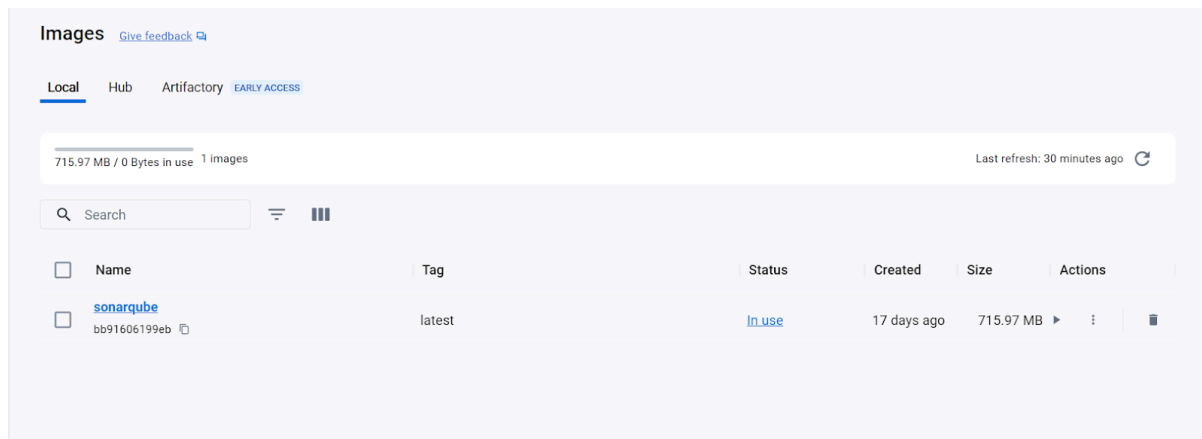 Images Give feedback
Local Hub Artifactory EARLY ACCESS
715.97 MB / 0 Bytes in use 1 images Last refresh: 30 minutes ago
Search
Name Tag Status Created Size Actions
sonarqube
bb91606199eb
latest In use 17 days ago 715.97 MB